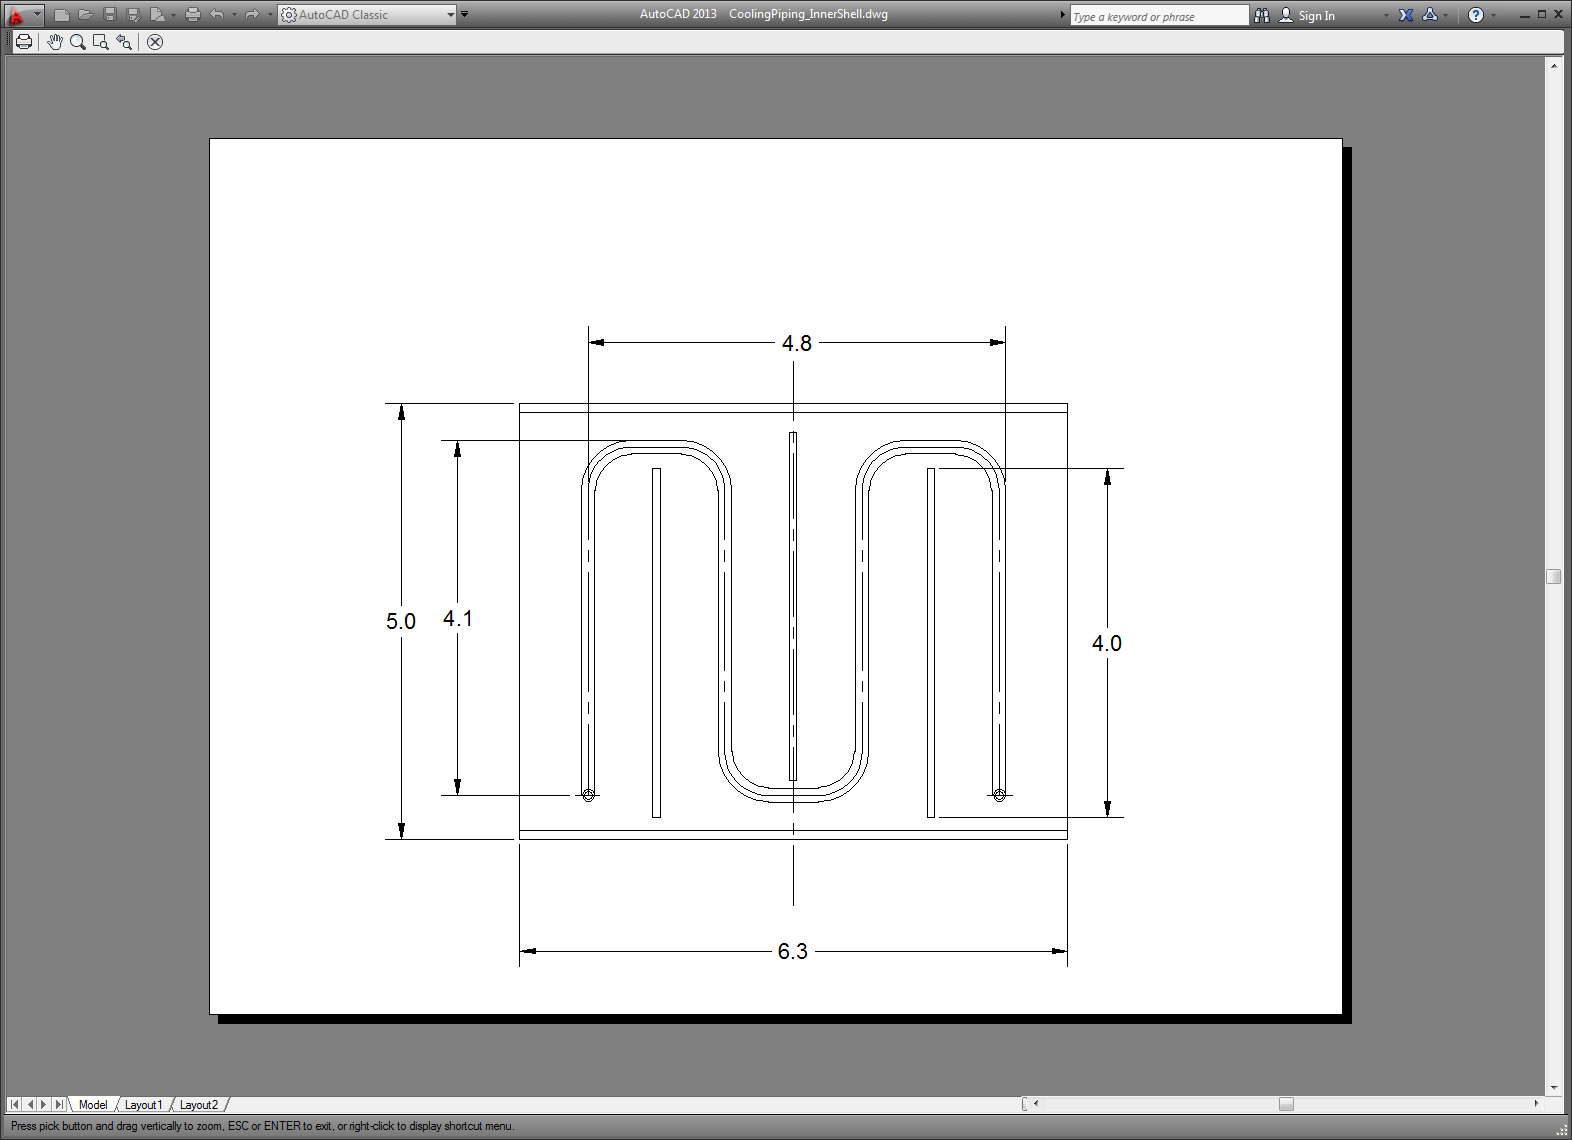 AutoCAD Classic
AutoCAD 2013 CoolingPiping_InnerShell.dwg
Type a keyword or phrase
Sign In
4.8
5.0
4.1
4.0
6.3
Model
Layout1
Layout2
Press pick button and drag vertically to zoom, ESC or ENTER to exit, or right-click to display shortcut menu.